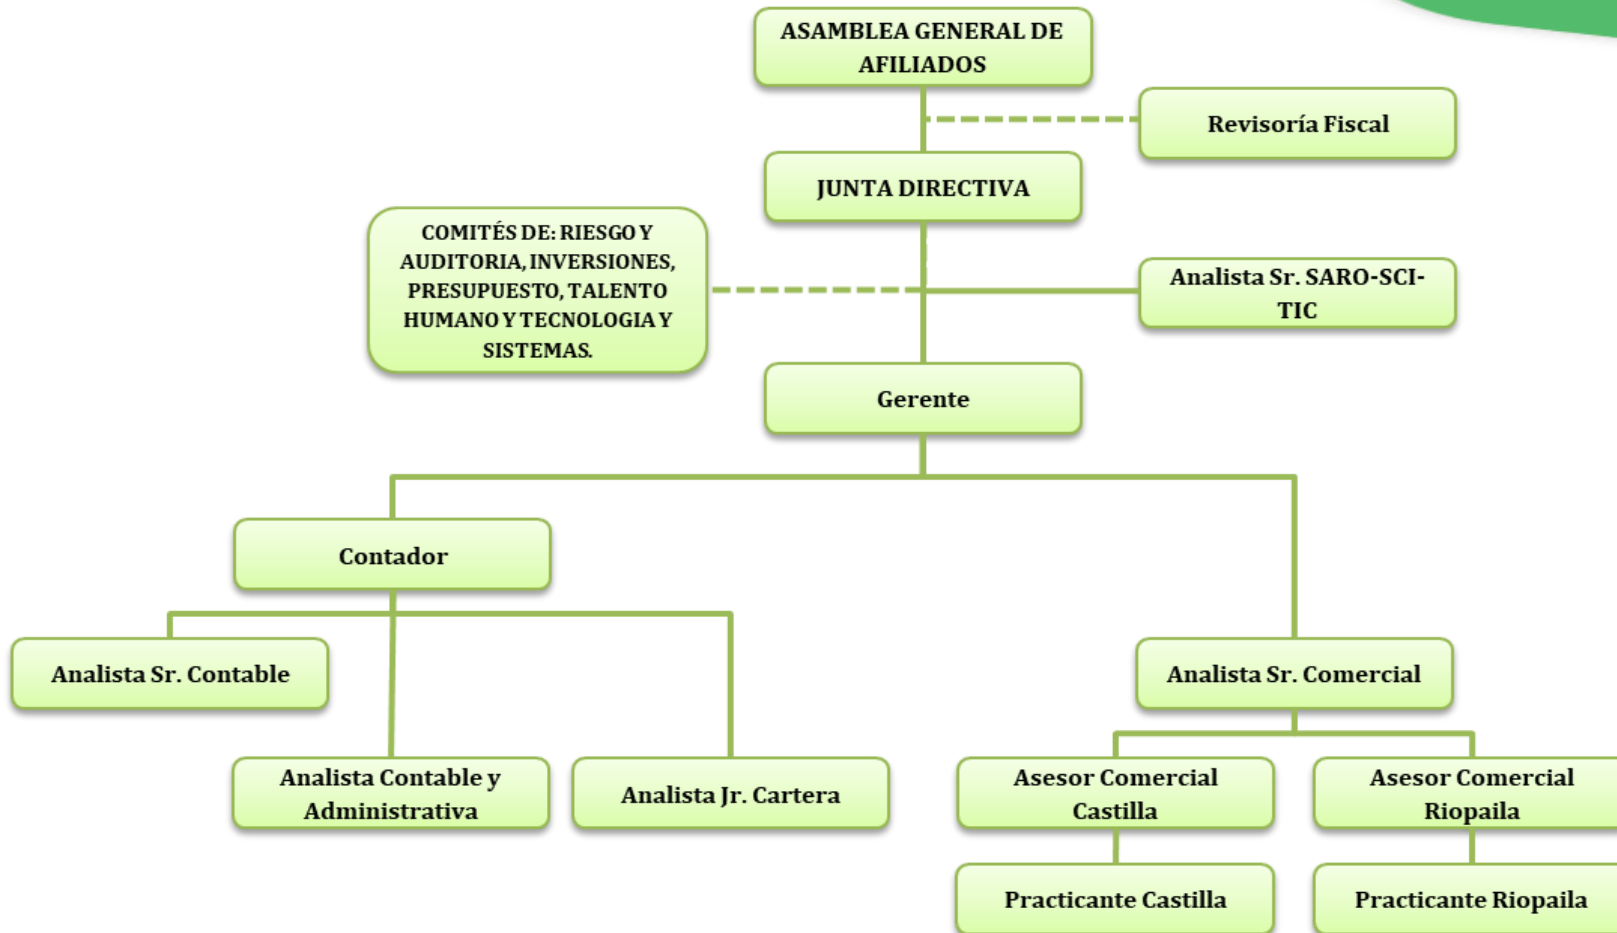 ASAMBLEA GENERAL DE
AFILIADOS
Revisoría Fiscal
JUNTA DIRECTIVA
COMITÉS DE: RIESGO Y
AUDITORIA, INVERSIONES,
PRESUPUESTO, TALENTO
HUMANO Y TECNOLOGIA Y
SISTEMAS.
Analista Sr. SARO-SCI-
TIC
Gerente
Contador
Analista Sr. Contable
Analista Sr. Comercial
Analista Contable y
Administrativa
Analista Jr. Cartera
Asesor Comercial
Castilla
Asesor Comercial
Riopaila
Practicante Castilla
Practicante Riopaila